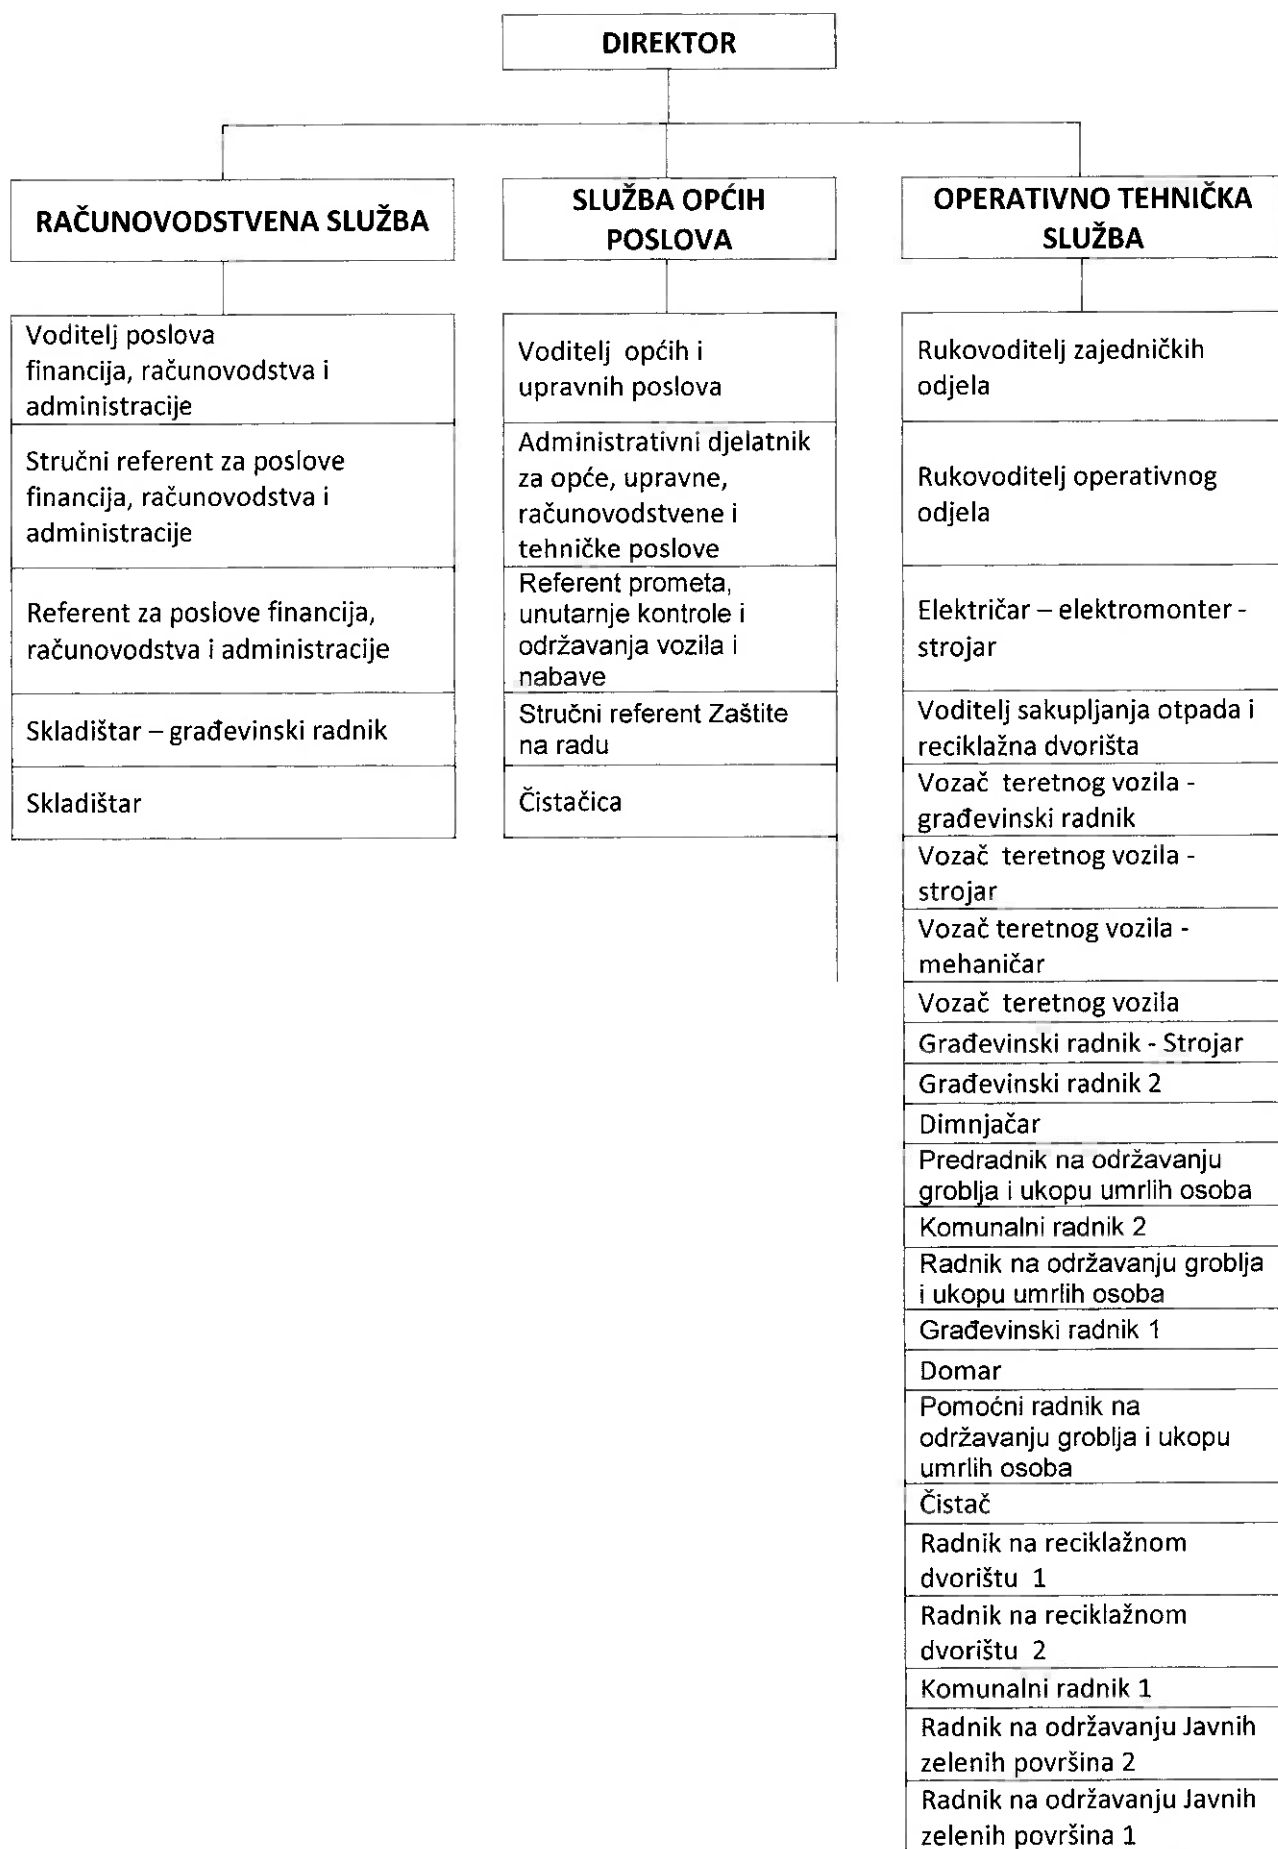 DIREKTOR
RAČUNOVODSTVENA SLUŽBA
SLUŽBA OPĆIH
POSLOVA
OPERATIVNO TEHNIČKA
SLUŽBA
Voditelj poslova
financija, računovodstva i
administracije
Stručni referent za poslove
financija, računovodstva i
administracije
Referent za poslove financija,
računovodstva i administracije
Skladištar – građevinski radnik
Skladištar
Voditelj općih i
upravnih poslova
Administrativni djelatnik
za opće, upravne,
računovodstvene i
tehničke poslove
Referent prometa,
unutarnje kontrole i
održavanja vozila i
nabave
Stručni referent Zaštite
na radu
Čistačica
Rukovoditelj zajedničkih
odjela
Rukovoditelj operativnog
odjela
Električar – elektromonter -
strojar
Voditelj sakupljanja otpada i
reciklažna dvorišta
Vozač teretnog vozila -
građevinski radnik
Vozač teretnog vozila -
strojar
Vozač teretnog vozila -
mehaničar
Vozač teretnog vozila
Građevinski radnik - Strojar
Građevinski radnik 2
Dimnjačar
Predradnik na održavanju
groblja i ukopu umrlih osoba
Komunalni radnik 2
Radnik na održavanju groblja
i ukopu umrlih osoba
Građevinski radnik 1
Domar
Pomoćni radnik na
održavanju groblja i ukopu
umrlih osoba
Čistač
Radnik na reciklažnom
dvorištu 1
Radnik na reciklažnom
dvorištu 2
Komunalni radnik 1
Radnik na održavanju Javnih
zelenih površina 2
Radnik na održavanju Javnih
zelenih površina 1